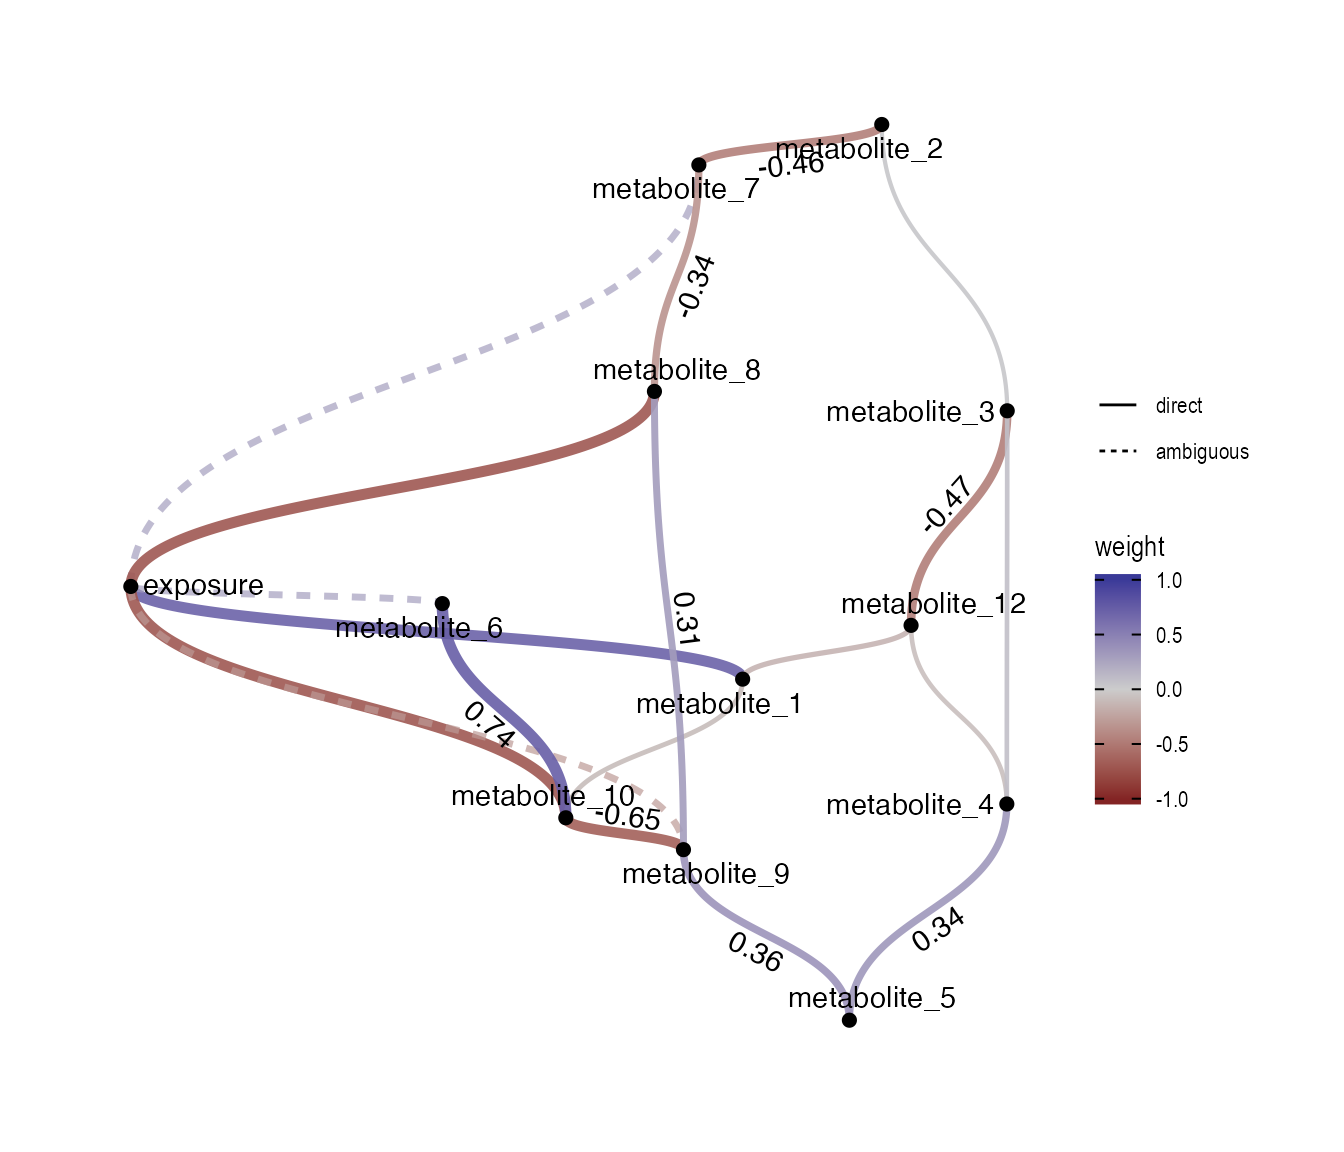 metabolite_2
-0.46
metabolite_7
-0.34
metabolite_8
metabolite_3
direct
ambiguous
-0.47
weight
1.0
0.5
0.0
-0.5
-1.0
exposure
metabolite_12
metabolite_6
0.31
metabolite_1
0.74
metabolite_10
-0.65
metabolite_4
metabolite_9
0.36
0.34
metabolite_5